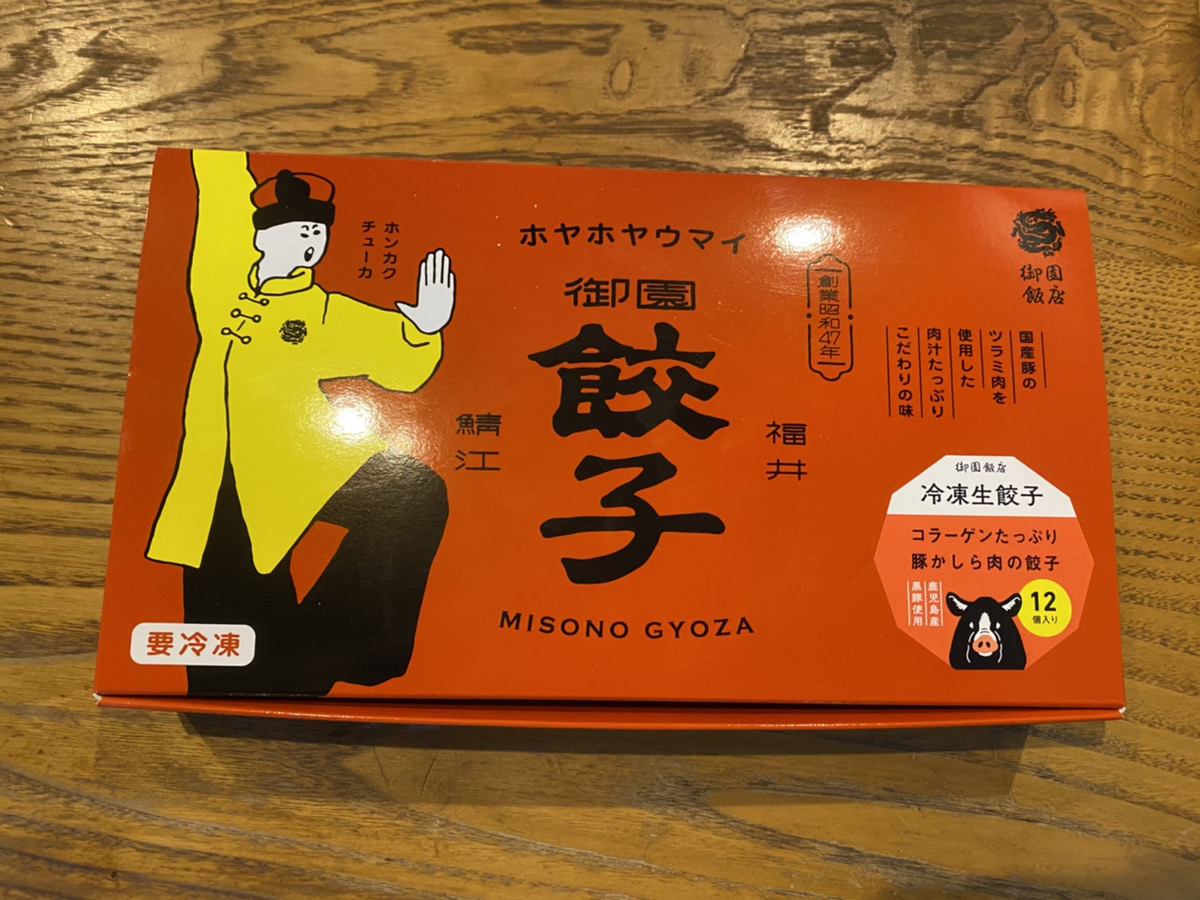 ホンカク
チューカ
ホヤホヤウマイ
御園
餃子
福井
鯖江
MISONO GYOZA
創業昭和47年
御園
飯店
国産豚の
ツラミ肉を
使用した
肉汁たっぷり
こだわりの味
御園飯店
冷凍生餃子
コラーゲンたっぷり
豚かしら肉の餃子
鹿児島産
黒豚使用
12
個入り
要冷凍